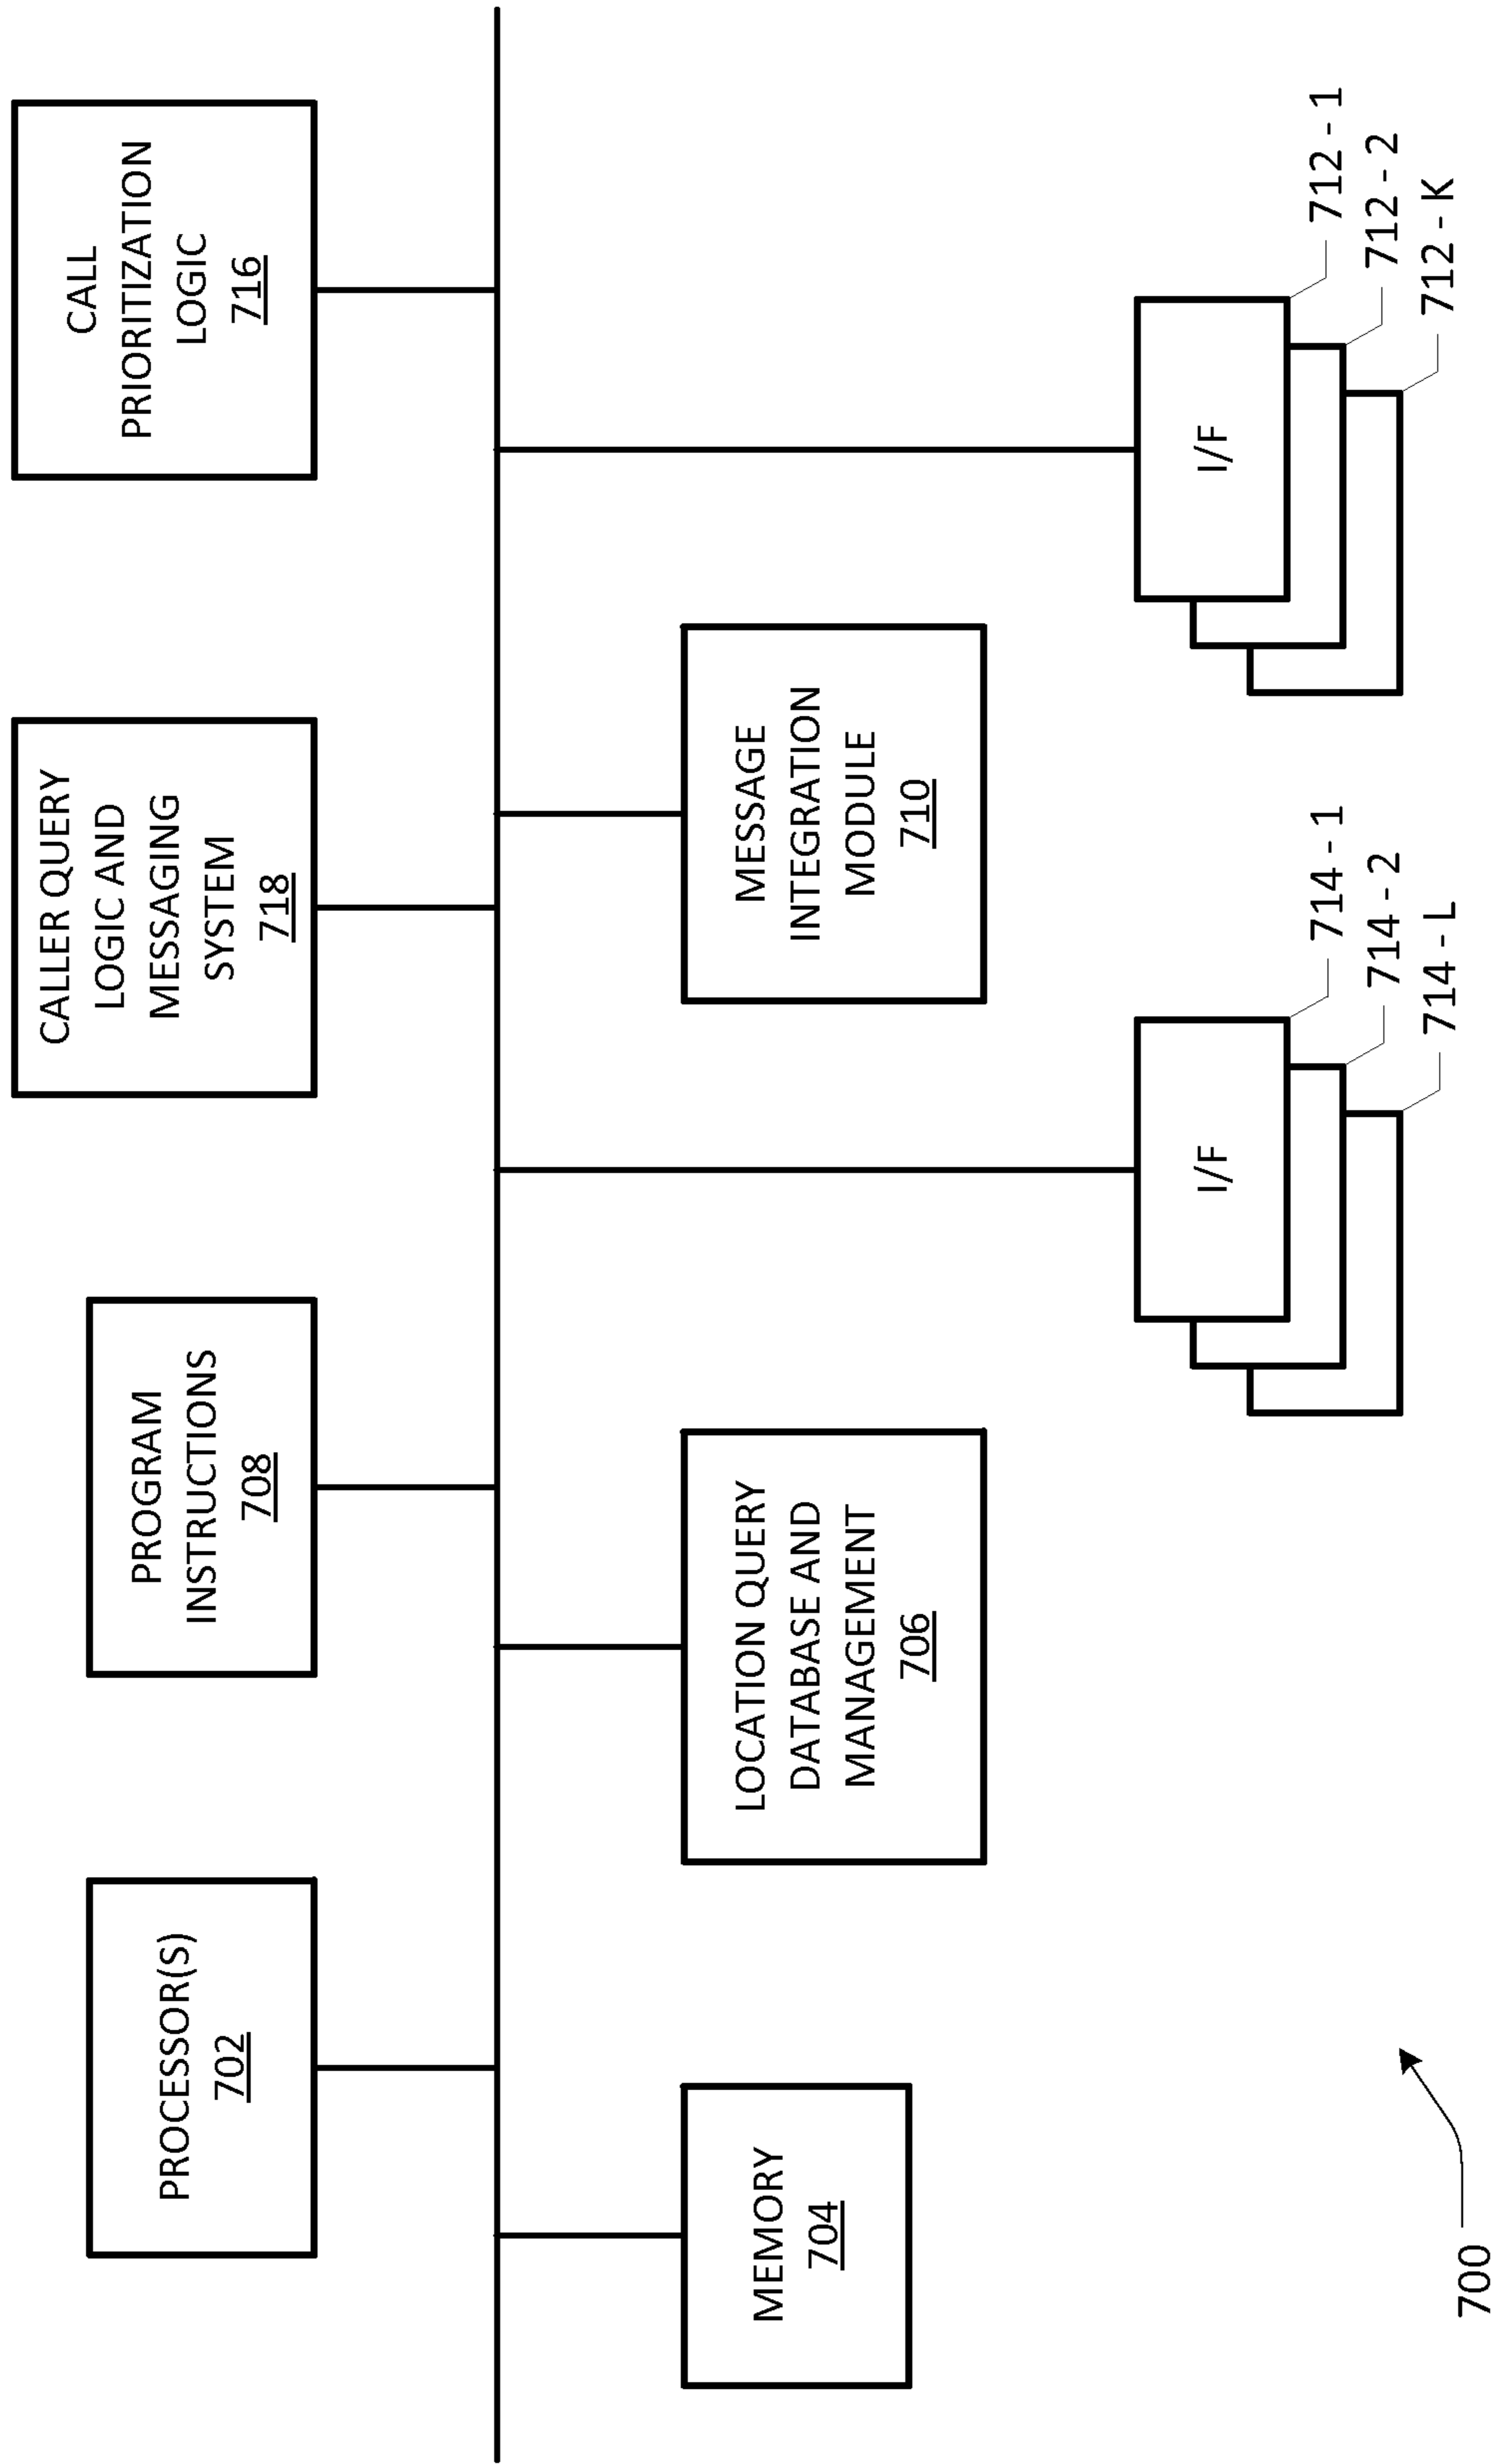 PROCESSOR(S)
702
PROGRAM
INSTRUCTIONS
708
CALLER QUERY
LOGIC AND
MESSAGING
SYSTEM
718
CALL
PRIORITIZATION
LOGIC
716
MEMORY
704
LOCATION QUERY
DATABASE AND
MANAGEMENT
706
MESSAGE
INTEGRATION
MODULE
710
I/F
714 - 1
714 - 2
714 - L
I/F
712 - 1
712 - 2
712 - K
700